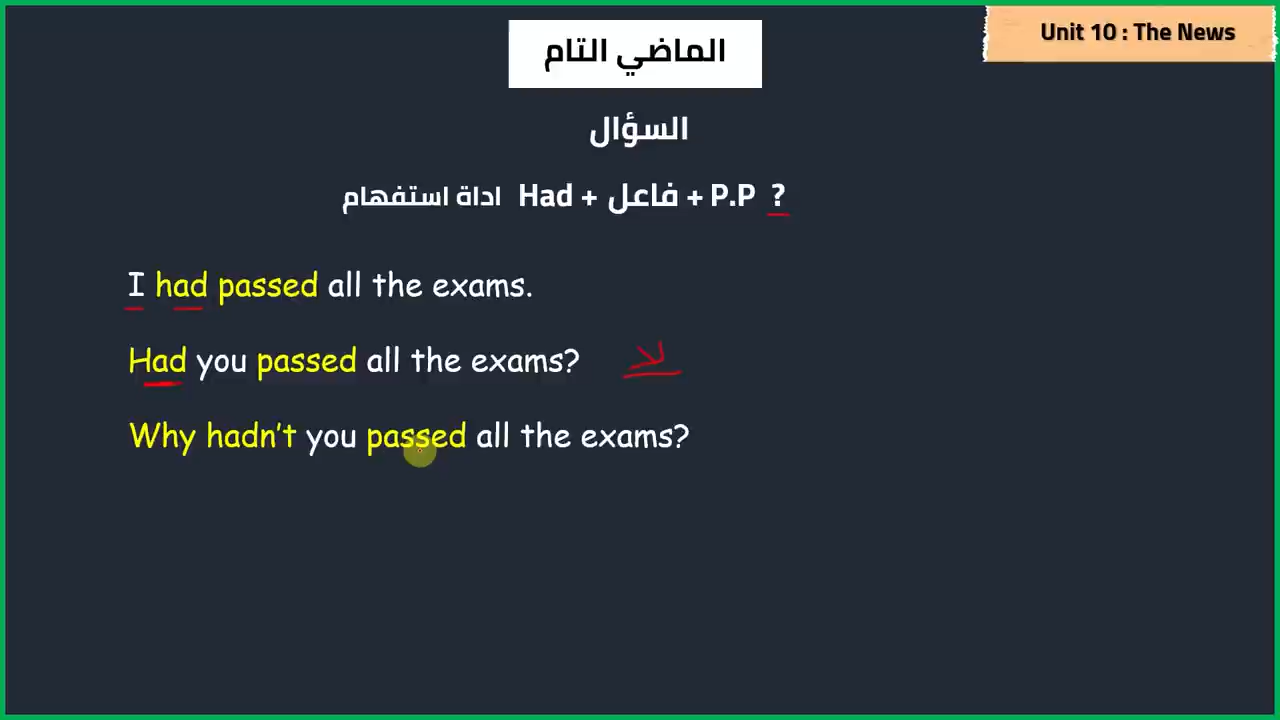 Unit 10 : The News
الماضي التام
السؤال
اداة استفهام Had + فاعل + P.P ?
I had passed all the exams.
Had you passed all the exams?
Why hadn't you passed all the exams?